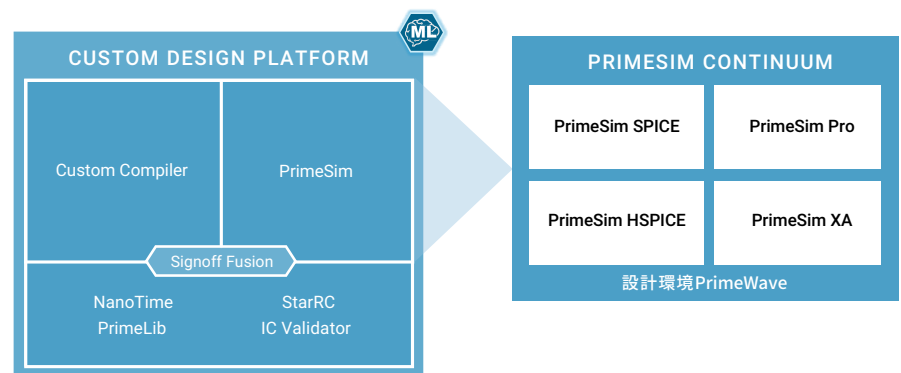 ML
CUSTOM DESIGN PLATFORM
Custom Compiler
PrimeSim
Signoff Fusion
NanoTime
StarRC
PrimeLib
IC Validator
PRIMESIM CONTINUUM
PrimeSim SPICE
PrimeSim Pro
PrimeSim HSPICE
PrimeSim XA
設計環境PrimeWave